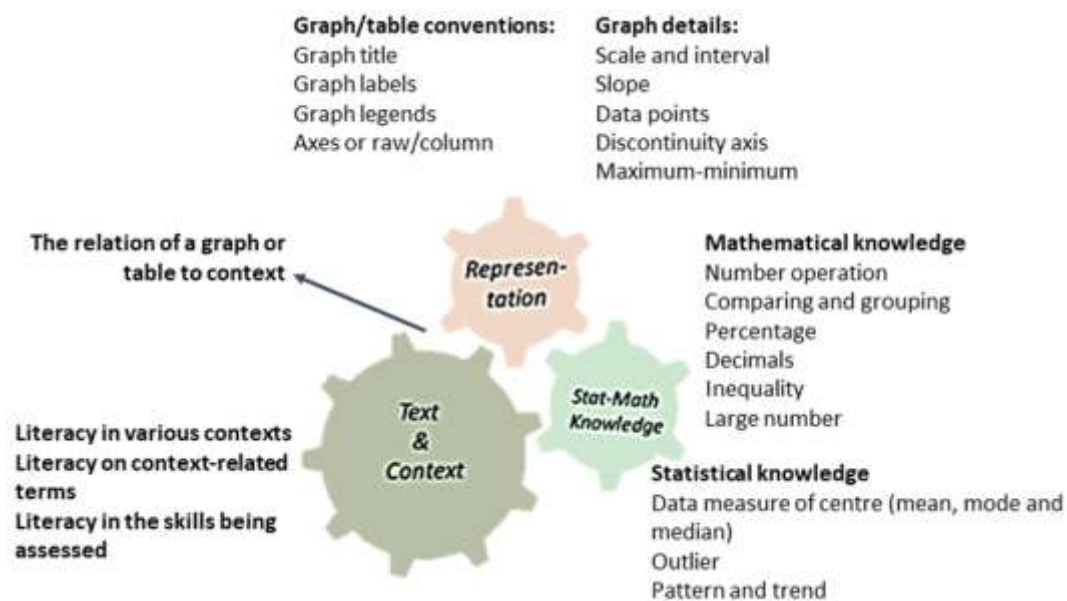 Graph/table conventions:
Graph title
Graph labels
Graph legends
Axes or raw/column
Graph details:
Scale and interval
Slope
Data points
Discontinuity axis
Maximum-minimum
The relation of a graph or
table to context
Represen-
tation
Mathematical knowledge
Number operation
Comparing and grouping
Percentage
Decimals
Inequality
Large number
Stat-Math
Knowledge
Text
&
Context
Literacy in various contexts
Literacy on context-related
terms
Literacy in the skills being
assessed
Statistical knowledge
Data measure of centre (mean, mode and
median)
Outlier
Pattern and trend